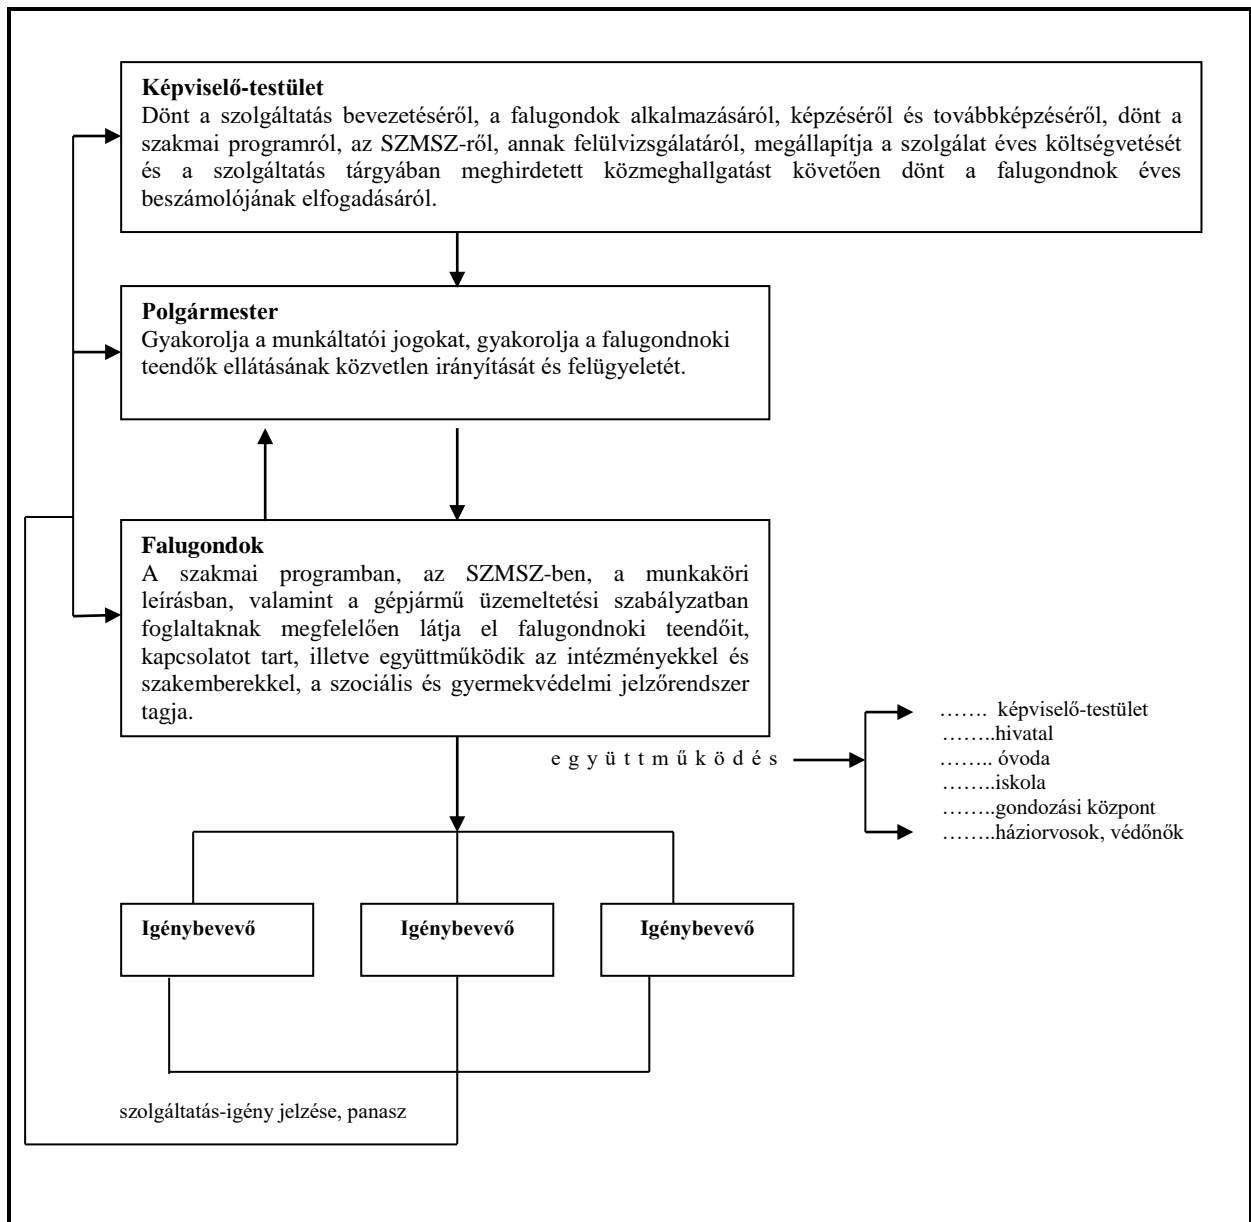 Képviselő-testület
Dönt a szolgáltatás bevezetéséről, a falugondok alkalmazásáról, képzéséről és továbbképzéséről, dönt a
szakmai programról, az SZMSZ-ről, annak felülvizsgálatáról, megállapítja a szolgálat éves költségvetését
és a szolgáltatás tárgyában meghirdetett közmeghallgatást követően dönt a falugondnok éves
beszámolójának elfogadásáról.
Polgármester
Gyakorolja a munkáltatói jogokat, gyakorolja a falugondnoki
teendők ellátásának közvetlen irányítását és felügyeletét.
Falugondok
A szakmai programban, az SZMSZ-ben, a munkaköri
leírásban, valamint a gépjármű üzemeltetési szabályzatban
foglaltaknak megfelelően látja el falugondnoki teendőit,
kapcsolatot tart, illetve együttműködik az intézményekkel és
szakemberekkel, a szociális és gyermekvédelmi jelzőrendszer
tagja.
e g y ü t t m ű k ö d é s
……. képviselő-testület
……..hivatal
…….. óvoda
……..iskola
……..gondozási központ
……..háziorvosok, védőnők
Igénybevevő
Igénybevevő
Igénybevevő
szolgáltatás-igény jelzése, panasz